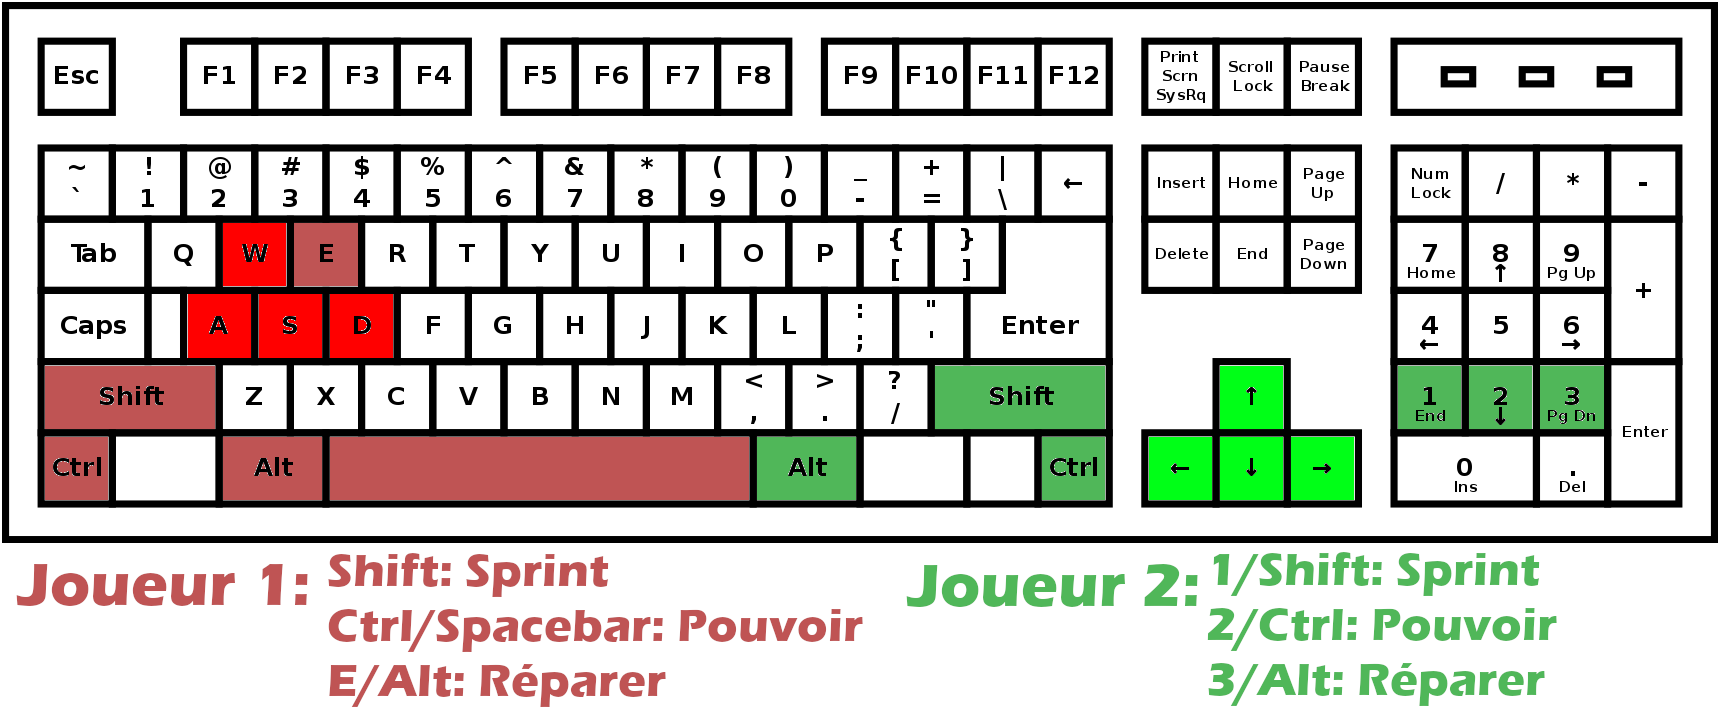 Esc F1 F2 F3 F4 F5 F6 F7 F8 F9 F10 F11 F12
Print Scrn SysRq
Scroll Lock
Pause Break
~ ! @ # $ % ^ & * ( ) _ + |
` 1 2 3 4 5 6 7 8 9 0 - = \ ←
Insert Home Page Up
Num Lock / * -
Tab Q W E R T Y U I O P { [ } ]
Delete End Page Down
7 Home 8 ↑ 9 Pg Up +
Caps A S D F G H J K L : ; " ' Enter
4 ← 5 6 →
Shift Z X C V B N M < , > . ? / Shift
↑
1 End 2 ↓ 3 Pg Dn Enter
Ctrl Alt Alt Ctrl
← ↓ →
0 Ins . Del
Joueur 1:
Shift: Sprint
Ctrl/Spacebar: Pouvoir
E/Alt: Réparer
Joueur 2:
1/Shift: Sprint
2/Ctrl: Pouvoir
3/Alt: Réparer